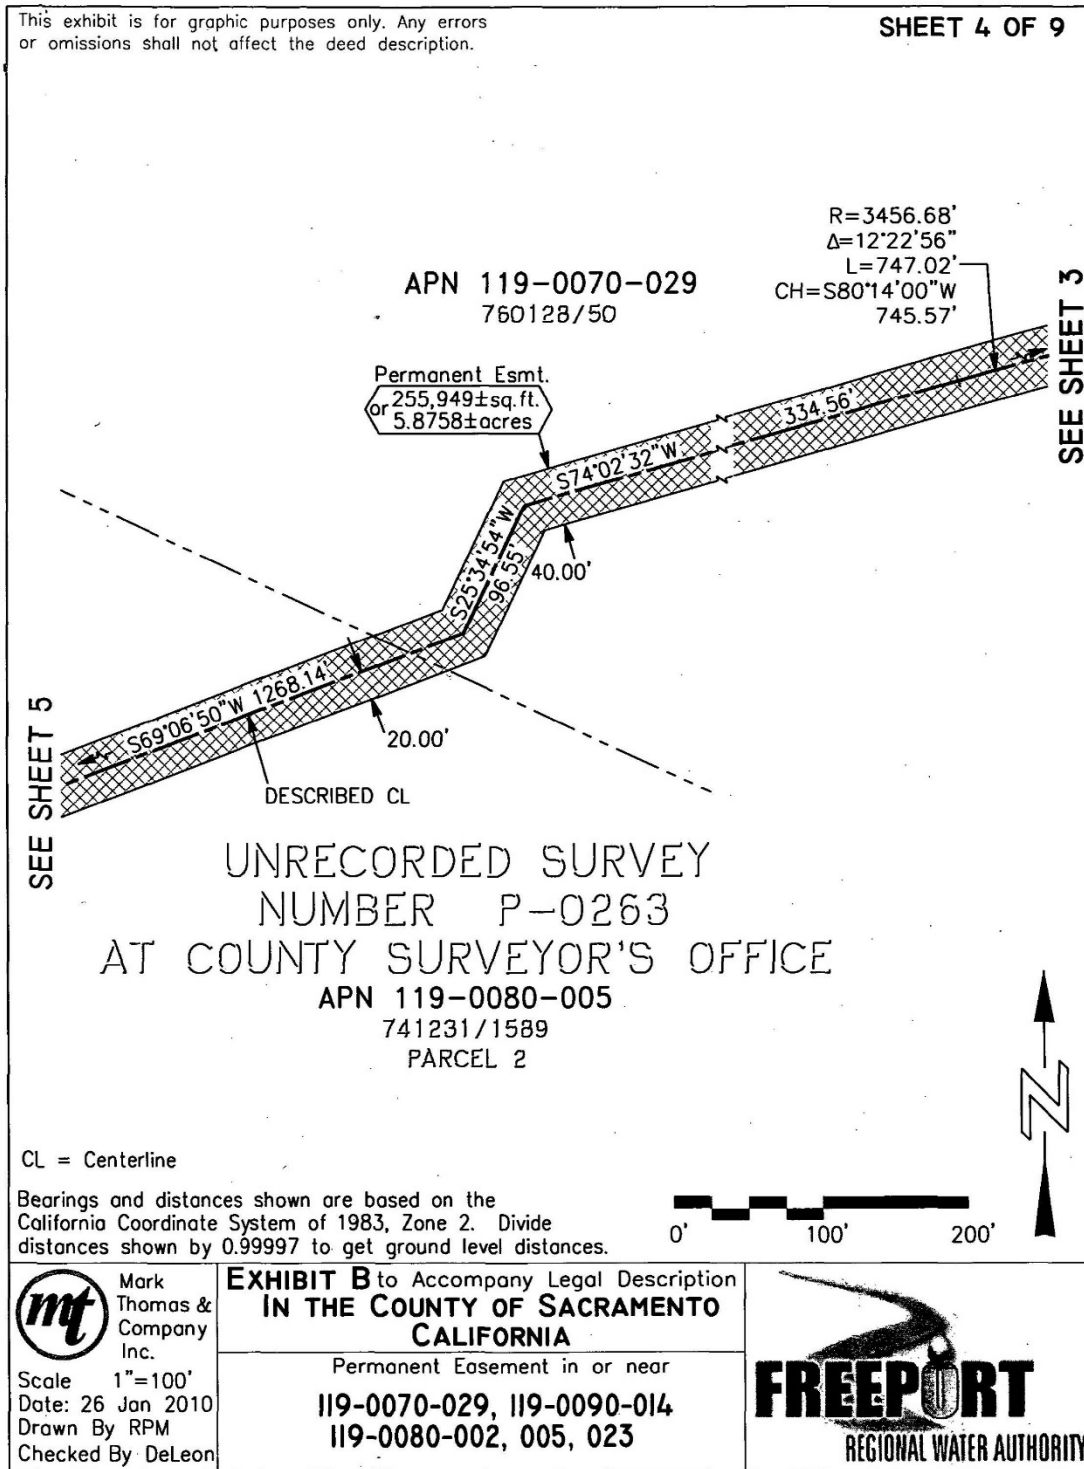 This exhibit is for graphic purposes only. Any errors
or omissions shall not affect the deed description.
SHEET 4 OF 9
R=3456.68'
Δ=12°22'56"
L=747.02'
CH=S80°14'00"W
745.57'
APN 119-0070-029
760128/50
SEE SHEET 3
Permanent Esmt.
255,949±sq.ft.
or 5.8758±acres
334.56'
S74°02'32"W
S25°34'54"W
96.55'
40.00'
S69°06'50"W 1268.14'
20.00'
SEE SHEET 5
DESCRIBED CL
UNRECORDED SURVEY
NUMBER P-0263
AT COUNTY SURVEYOR'S OFFICE
APN 119-0080-005
741231/1589
PARCEL 2
N
CL = Centerline
Bearings and distances shown are based on the
California Coordinate System of 1983, Zone 2. Divide
distances shown by 0.99997 to get ground level distances.
0' 100' 200'
mt
Mark
Thomas &
Company
Inc.
Scale 1"=100'
Date: 26 Jan 2010
Drawn By RPM
Checked By DeLeon
EXHIBIT B to Accompany Legal Description
IN THE COUNTY OF SACRAMENTO
CALIFORNIA
Permanent Easement in or near
119-0070-029, 119-0090-014
119-0080-002, 005, 023
FREEPORT
REGIONAL WATER AUTHORITY